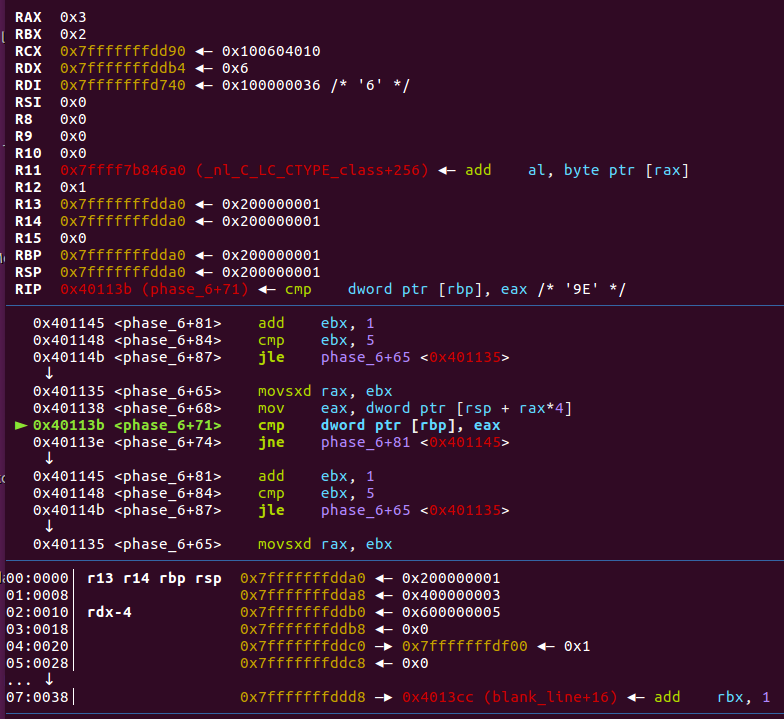 RAX 0x3
RBX 0x2
RCX 0x7fffffffdd90 ◂— 0x100604010
RDX 0x7fffffffddb4 ◂— 0x6
RDI 0x7fffffffd740 ◂— 0x100000036 /* '6' */
RSI 0x0
R8 0x0
R9 0x0
R10 0x0
R11 0x7ffff7b846a0 (_nl_C_LC_CTYPE_class+256) ◂— add al, byte ptr [rax]
R12 0x1
R13 0x7fffffffdda0 ◂— 0x200000001
R14 0x7fffffffdda0 ◂— 0x200000001
R15 0x0
RBP 0x7fffffffdda0 ◂— 0x200000001
RSP 0x7fffffffdda0 ◂— 0x200000001
RIP 0x40113b (phase_6+71) ◂— cmp dword ptr [rbp], eax /* '9E' */
0x401145 <phase_6+81> add ebx, 1
0x401148 <phase_6+84> cmp ebx, 5
0x40114b <phase_6+87> jle phase_6+65 <0x401135>
↓
0x401135 <phase_6+65> movsxd rax, ebx
0x401138 <phase_6+68> mov eax, dword ptr [rsp + rax*4]
► 0x40113b <phase_6+71> cmp dword ptr [rbp], eax
0x40113e <phase_6+74> jne phase_6+81 <0x401145>
↓
0x401145 <phase_6+81> add ebx, 1
0x401148 <phase_6+84> cmp ebx, 5
0x40114b <phase_6+87> jle phase_6+65 <0x401135>
↓
0x401135 <phase_6+65> movsxd rax, ebx
00:0000│ r13 r14 rbp rsp 0x7fffffffdda0 ◂— 0x200000001
01:0008│ 0x7fffffffdda8 ◂— 0x400000003
02:0010│ rdx-4 0x7fffffffddb0 ◂— 0x600000005
03:0018│ 0x7fffffffddb8 ◂— 0x0
04:0020│ 0x7fffffffddc0 —▸ 0x7fffffffdf00 ◂— 0x1
05:0028│ 0x7fffffffddc8 ◂— 0x0
... ↓
07:0038│ 0x7fffffffddd8 —▸ 0x4013cc (blank_line+16) ◂— add rbx, 1